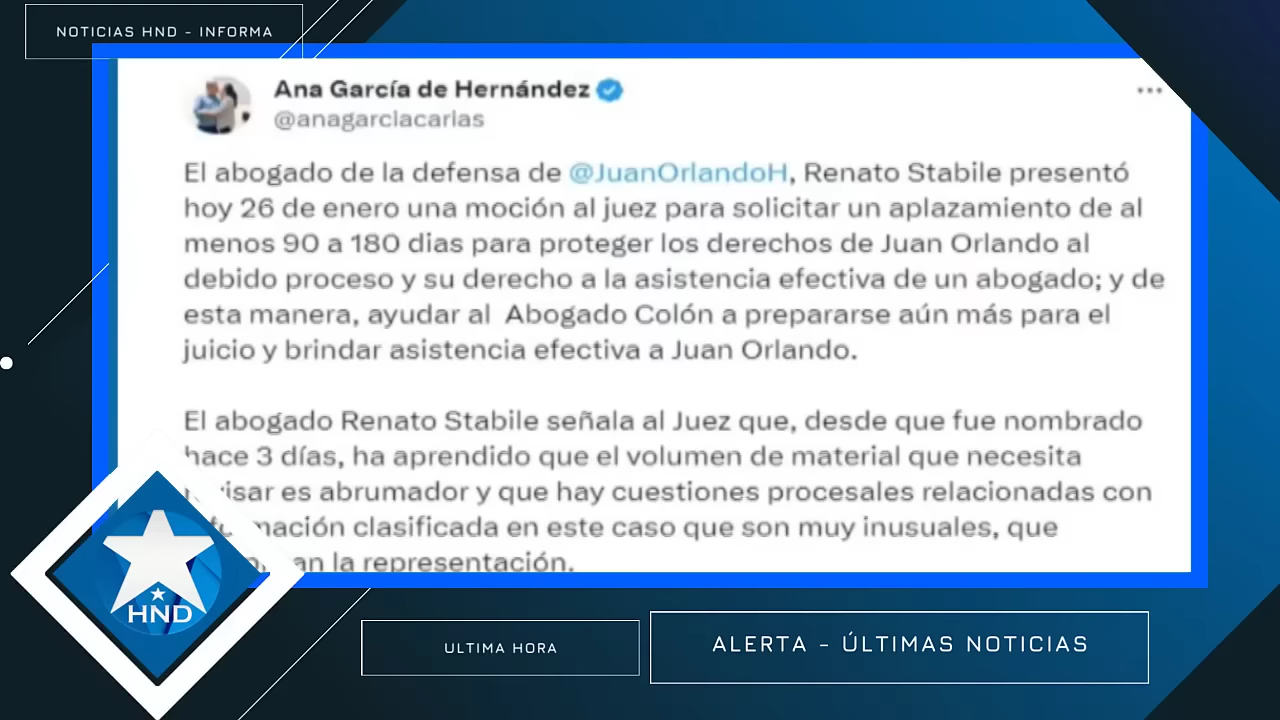 NOTICIAS HND - INFORMA
Ana García de Hernández
@anagarciacarias
El abogado de la defensa de @JuanOrlandoH, Renato Stabile presentó
hoy 26 de enero una moción al juez para solicitar un aplazamiento de al
menos 90 a 180 dias para proteger los derechos de Juan Orlando al
debido proceso y su derecho a la asistencia efectiva de un abogado; y de
esta manera, ayudar al Abogado Colón a prepararse aún más para el
juicio y brindar asistencia efectiva a Juan Orlando.
El abogado Renato Stabile señala al Juez que, desde que fue nombrado
hace 3 días, ha aprendido que el volumen de material que necesita
es abrumador y que hay cuestiones procesales relacionadas con
clasificada en este caso que son muy inusuales, que
la representación.
HND
ULTIMA HORA
ALERTA - ÚLTIMAS NOTICIAS